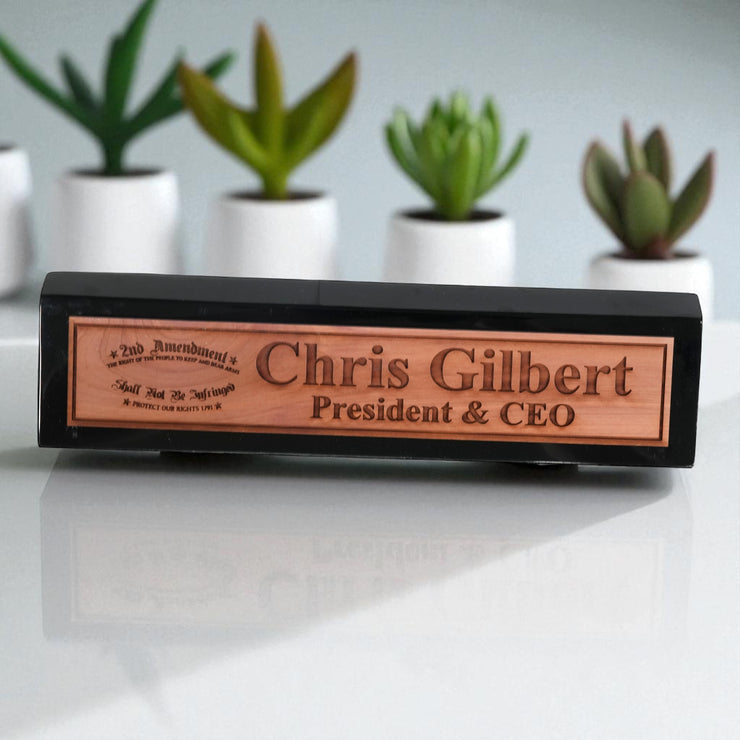 2nd Amendment
THE RIGHT OF THE PEOPLE TO KEEP AND BEAR ARMS
Shall Not Be Infringed
PROTECT OUR RIGHTS 1791
Chris Gilbert
President & CEO